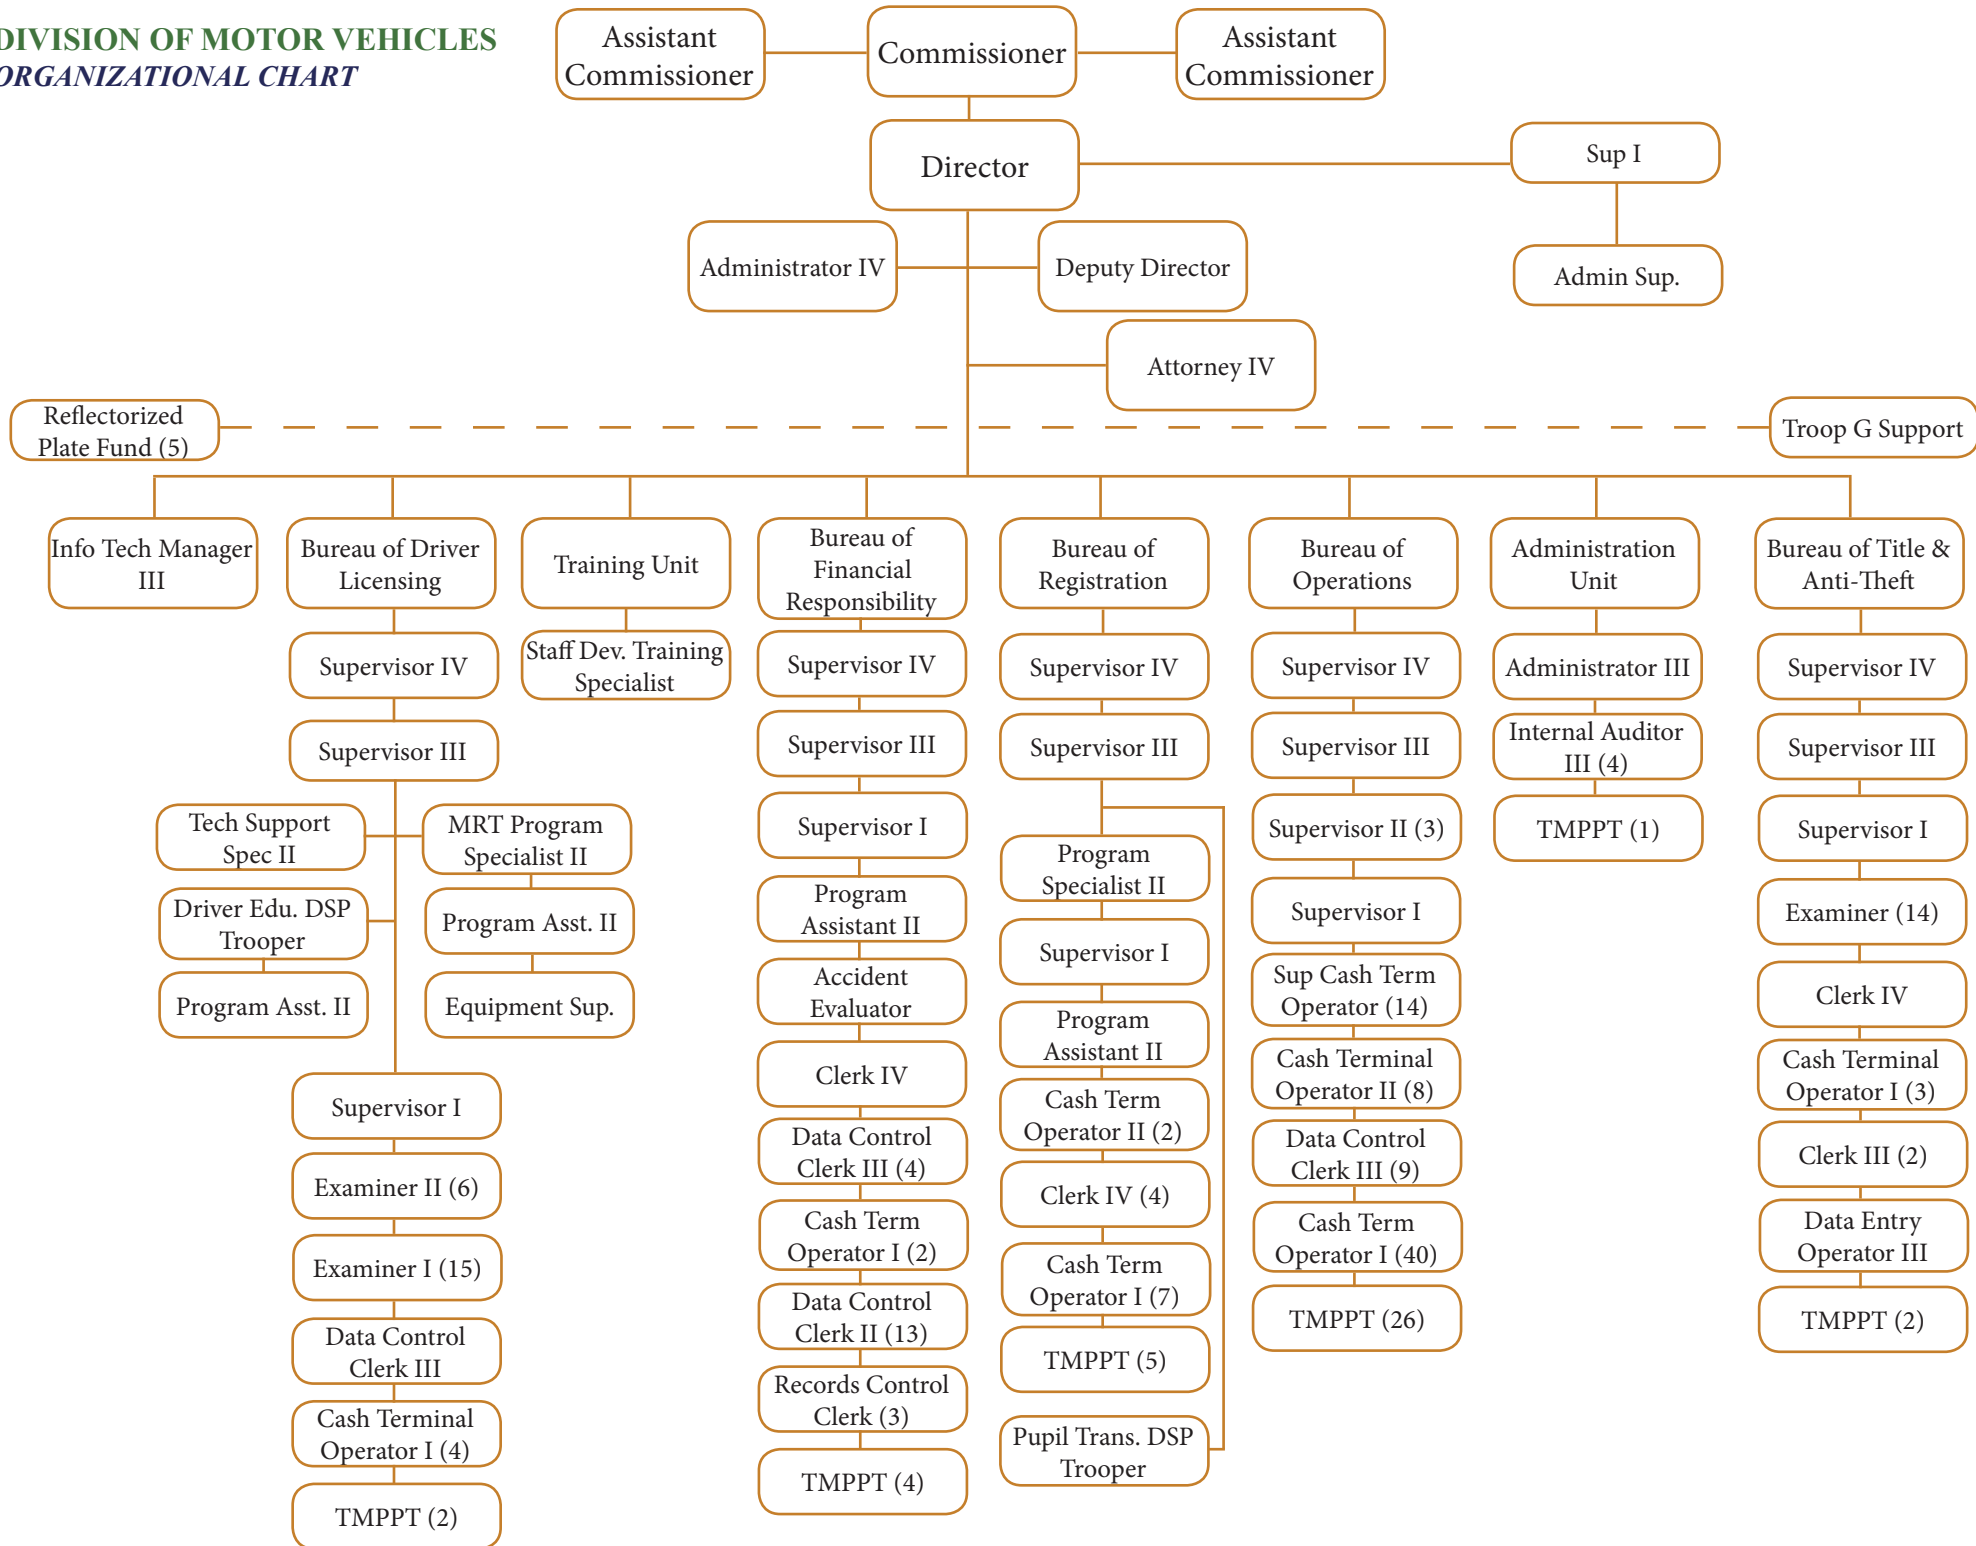 DIVISION OF MOTOR VEHICLES
ORGANIZATIONAL CHART
Assistant
Commissioner
Commissioner
Assistant
Commissioner
Director
Sup I
Admin Sup.
Administrator IV
Deputy Director
Attorney IV
Reflectorized
Plate Fund (5)
Troop G Support
Info Tech Manager
III
Bureau of Driver
Licensing
Supervisor IV
Supervisor III
Tech Support
Spec II
MRT Program
Specialist II
Driver Edu. DSP
Trooper
Program Asst. II
Program Asst. II
Equipment Sup.
Supervisor I
Examiner II (6)
Examiner I (15)
Data Control
Clerk III
Cash Terminal
Operator I (4)
TMPPT (2)
Training Unit
Staff Dev. Training
Specialist
Bureau of
Financial
Responsibility
Supervisor IV
Supervisor III
Supervisor I
Program
Assistant II
Accident
Evaluator
Clerk IV
Data Control
Clerk III (4)
Cash Term
Operator I (2)
Data Control
Clerk II (13)
Records Control
Clerk (3)
TMPPT (4)
Bureau of
Registration
Supervisor IV
Supervisor III
Program
Specialist II
Supervisor I
Program
Assistant II
Cash Term
Operator II (2)
Clerk IV (4)
Cash Term
Operator I (7)
TMPPT (5)
Pupil Trans. DSP
Trooper
Bureau of
Operations
Supervisor IV
Supervisor III
Supervisor II (3)
Supervisor I
Sup Cash Term
Operator (14)
Cash Terminal
Operator II (8)
Data Control
Clerk III (9)
Cash Term
Operator I (40)
TMPPT (26)
Administration
Unit
Administrator III
Internal Auditor
III (4)
TMPPT (1)
Bureau of Title &
Anti-Theft
Supervisor IV
Supervisor III
Supervisor I
Examiner (14)
Clerk IV
Cash Terminal
Operator I (3)
Clerk III (2)
Data Entry
Operator III
TMPPT (2)